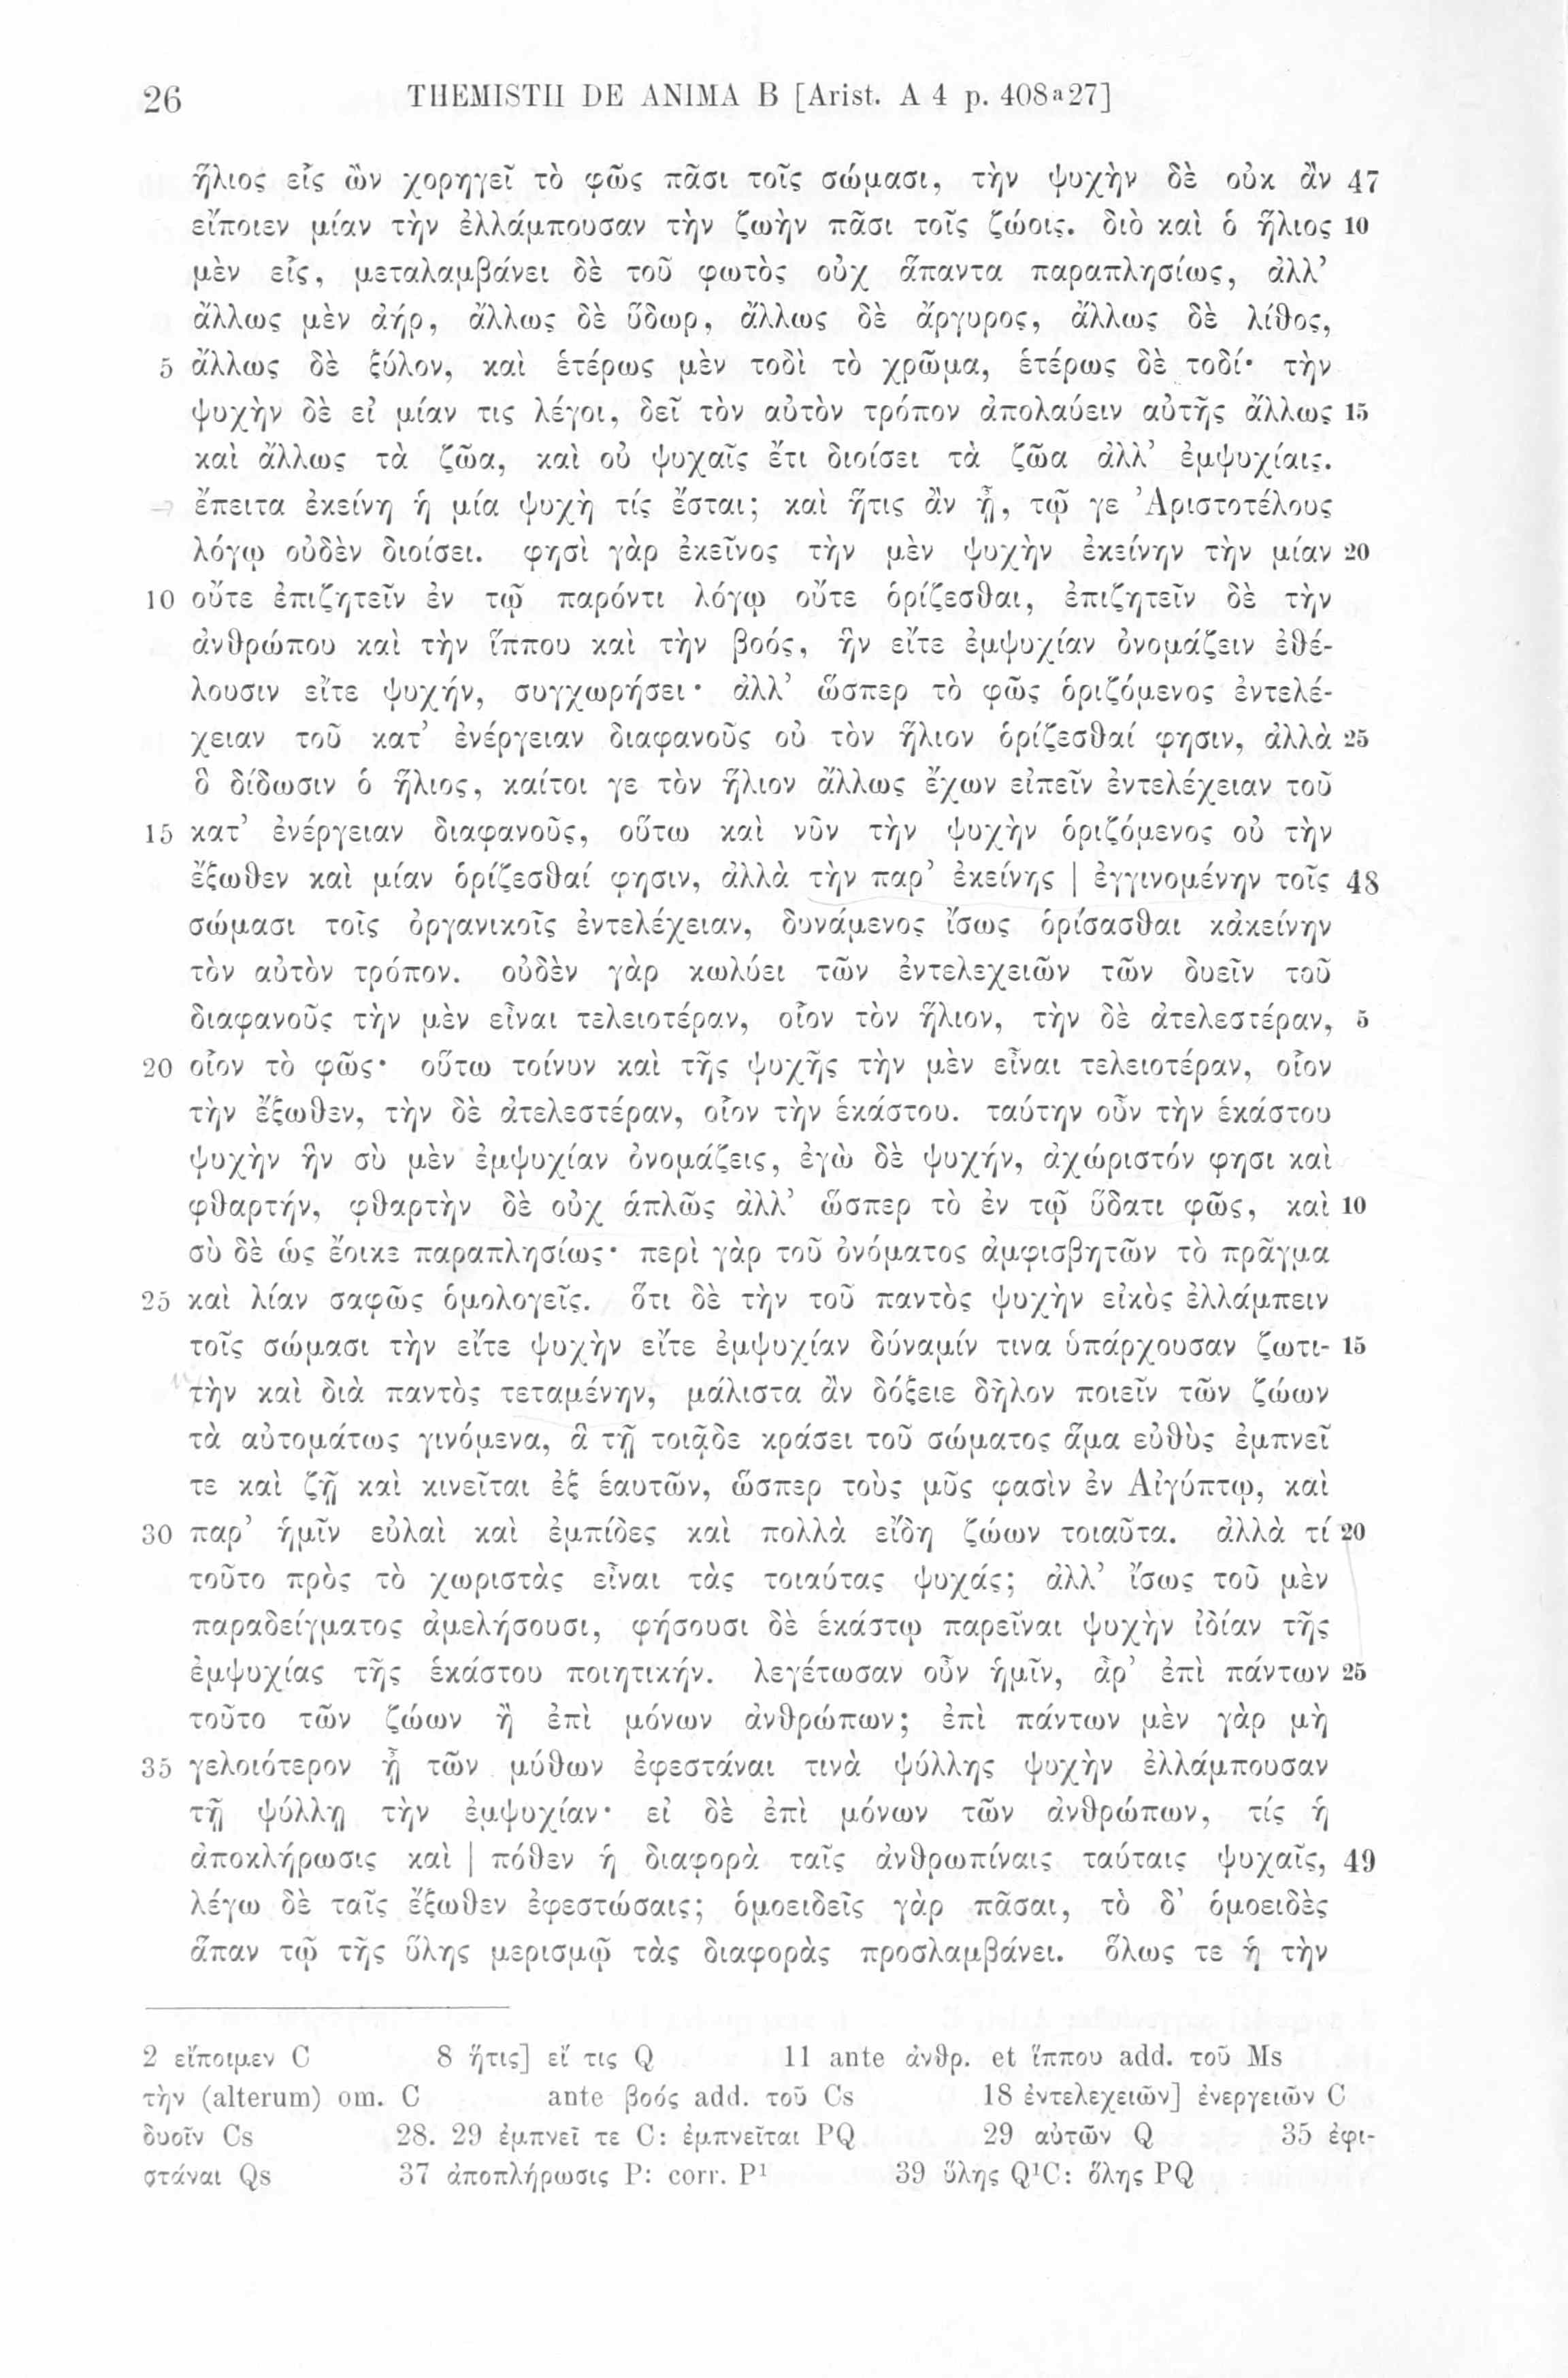 26 THEMISTII DE ANIMA B [Arist. A 4 p. 408ª27]
ἥλιος εἷς ὢν χορηγεῖ τὸ φῶς πᾶσι τοῖς σώμασι, τὴν ψυχὴν δὲ οὐκ ἂν 47
εἴποιεν μίαν τὴν ἐλλάμπουσαν τὴν ζωὴν πᾶσι τοῖς ζώοις. διὸ καὶ ὁ ἥλιος 10
μὲν εἷς, μεταλαμβάνει δὲ τοῦ φωτὸς οὐχ ἅπαντα παραπλησίως, ἀλλ’
ἄλλως μὲν ἀήρ, ἄλλως δὲ ὕδωρ, ἄλλως δὲ ἄργυρος, ἄλλως δὲ λίθος,
5 ἄλλως δὲ ξύλον, καὶ ἑτέρως μὲν τοδὶ τὸ χρῶμα, ἑτέρως δὲ τοδί· τὴν
ψυχὴν δὲ εἰ μίαν τις λέγοι, δεῖ τὸν αὐτὸν τρόπον ἀπολαύειν αὐτῆς ἄλλως 15
καὶ ἄλλως τὰ ζῶα, καὶ οὐ ψυχαῖς ἔτι διοίσει τὰ ζῶα ἀλλ’ ἐμψυχίαις.
ἔπειτα ἐκείνη ἡ μία ψυχὴ τίς ἔσται; καὶ ἥτις ἂν ᾖ, τῷ γε Ἀριστοτέλους
λόγῳ οὐδὲν διοίσει. φησὶ γὰρ ἐκεῖνος τὴν μὲν ψυχὴν ἐκείνην τὴν μίαν 20
10 οὔτε ἐπιζητεῖν ἐν τῷ παρόντι λόγῳ οὔτε ὁρίζεσθαι, ἐπιζητεῖν δὲ τὴν
ἀνθρώπου καὶ τὴν ἵππου καὶ τὴν βοός, ἣν εἴτε ἐμψυχίαν ὀνομάζειν ἐθέ-
λουσιν εἴτε ψυχήν, συγχωρήσει· ἀλλ’ ὥσπερ τὸ φῶς ὁριζόμενος ἐντελέ-
χειαν τοῦ κατ’ ἐνέργειαν διαφανοῦς οὐ τὸν ἥλιον ὁρίζεσθαί φησιν, ἀλλὰ 25
ὃ δίδωσιν ὁ ἥλιος, καίτοι γε τὸν ἥλιον ἄλλως ἔχων εἰπεῖν ἐντελέχειαν τοῦ
15 κατ’ ἐνέργειαν διαφανοῦς, οὕτω καὶ νῦν τὴν ψυχὴν ὁριζόμενος οὐ τὴν
ἔξωθεν καὶ μίαν ὁρίζεσθαί φησιν, ἀλλὰ τὴν παρ’ ἐκείνης | ἐγγινομένην τοῖς 48
σώμασι τοῖς ὀργανικοῖς ἐντελέχειαν, δυνάμενος ἴσως ὁρίσασθαι κἀκείνην
τὸν αὐτὸν τρόπον. οὐδὲν γὰρ κωλύει τῶν ἐντελεχειῶν τῶν δυεῖν τοῦ
διαφανοῦς τὴν μὲν εἶναι τελειοτέραν, οἷον τὸν ἥλιον, τὴν δὲ ἀτελεστέραν, 5
20 οἷον τὸ φῶς· οὕτω τοίνυν καὶ τῆς ψυχῆς τὴν μὲν εἶναι τελειοτέραν, οἷον
τὴν ἔξωθεν, τὴν δὲ ἀτελεστέραν, οἷον τὴν ἑκάστου. ταύτην οὖν τὴν ἑκάστου
ψυχὴν ἣν σὺ μὲν ἐμψυχίαν ὀνομάζεις, ἐγὼ δὲ ψυχήν, ἀχώριστόν φησι καὶ
φθαρτήν, φθαρτὴν δὲ οὐχ ἁπλῶς ἀλλ’ ὥσπερ τὸ ἐν τῷ ὕδατι φῶς, καὶ 10
σὺ δὲ ὡς ἔοικε παραπλησίως· περὶ γὰρ τοῦ ὀνόματος ἀμφισβητῶν τὸ πρᾶγμα
25 καὶ λίαν σαφῶς ὁμολογεῖς. ὅτι δὲ τὴν τοῦ παντὸς ψυχὴν εἰκὸς ἐλλάμπειν
τοῖς σώμασι τὴν εἴτε ψυχὴν εἴτε ἐμψυχίαν δύναμίν τινα ὑπάρχουσαν ζωτι- 15
τὴν καὶ διὰ παντὸς τεταμένην, μάλιστα ἂν δόξειε δῆλον ποιεῖν τῶν ζώων
τὰ αὐτομάτως γινόμενα, ἃ τῇ τοιᾷδε κράσει τοῦ σώματος ἅμα εὐθὺς ἐμπνεῖ
τε καὶ ζῇ καὶ κινεῖται ἐξ ἑαυτῶν, ὥσπερ τοὺς μῦς φασὶν ἐν Αἰγύπτῳ, καὶ
30 παρ’ ἡμῖν εὐλαὶ καὶ ἐμπίδες καὶ πολλὰ εἴδη ζώων τοιαῦτα. ἀλλὰ τί 20
τοῦτο πρὸς τὸ χωριστὰς εἶναι τὰς τοιαύτας ψυχάς; ἀλλ’ ἴσως τοῦ μὲν
παραδείγματος ἀμελήσουσι, φήσουσι δὲ ἑκάστῳ παρεῖναι ψυχὴν ἰδίαν τῆς
ἐμψυχίας τῆς ἑκάστου ποιητικήν. λεγέτωσαν οὖν ἡμῖν, ἆρ’ ἐπὶ πάντων 25
τοῦτο τῶν ζώων ἢ ἐπὶ μόνων ἀνθρώπων; ἐπὶ πάντων μὲν γὰρ μὴ
35 γελοιότερον ᾖ τῶν μύθων ἐφεστάναι τινὰ ψύλλης ψυχὴν ἐλλάμπουσαν
τῇ ψύλλῃ τὴν ἐμψυχίαν· εἰ δὲ ἐπὶ μόνων τῶν ἀνθρώπων, τίς ἡ
ἀποκλήρωσις καὶ | πόθεν ἡ διαφορὰ ταῖς ἀνθρωπίναις ταύταις ψυχαῖς, 49
λέγω δὲ ταῖς ἔξωθεν ἐφεστώσαις; ὁμοειδεῖς γὰρ πᾶσαι, τὸ δ’ ὁμοειδὲς
ἅπαν τῷ τῆς ὕλης μερισμῷ τὰς διαφορὰς προσλαμβάνει. ὅλως τε ἡ τὴν
2 εἴποιμεν C 8 ἥτις] εἴ τις Q 11 ante ἀνθρ. et ἵππου add. τοῦ Ms
τὴν (alterum) om. C ante βοός add. τοῦ Cs 18 ἐντελεχειῶν] ἐνεργειῶν C
δυοῖν Cs 28. 29 ἐμπνεῖ τε C: ἐμπνεῖται PQ 29 αὐτῶν Q 35 ἐφι-
στάναι Qs 37 ἀποπλήρωσις P: corr. P¹ 39 ὕλης Q¹C: ὅλης PQ